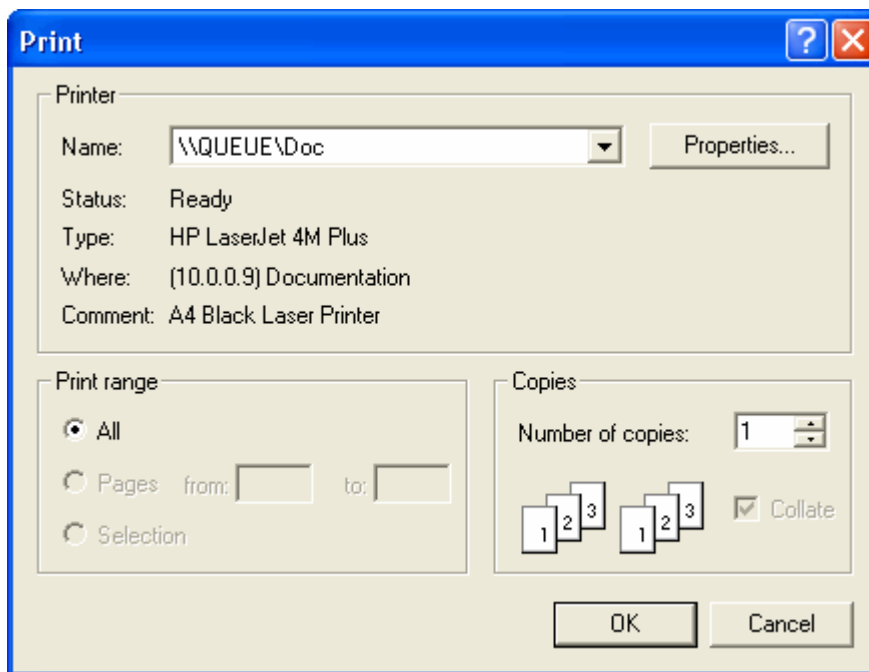 Print
Printer
Name: \\QUEUE\Doc Properties...
Status: Ready
Type: HP LaserJet 4M Plus
Where: (10.0.0.9) Documentation
Comment: A4 Black Laser Printer
Print range
All
Pages from: to:
Selection
Copies
Number of copies: 1
1 2 3 1 2 3 Collate
OK Cancel